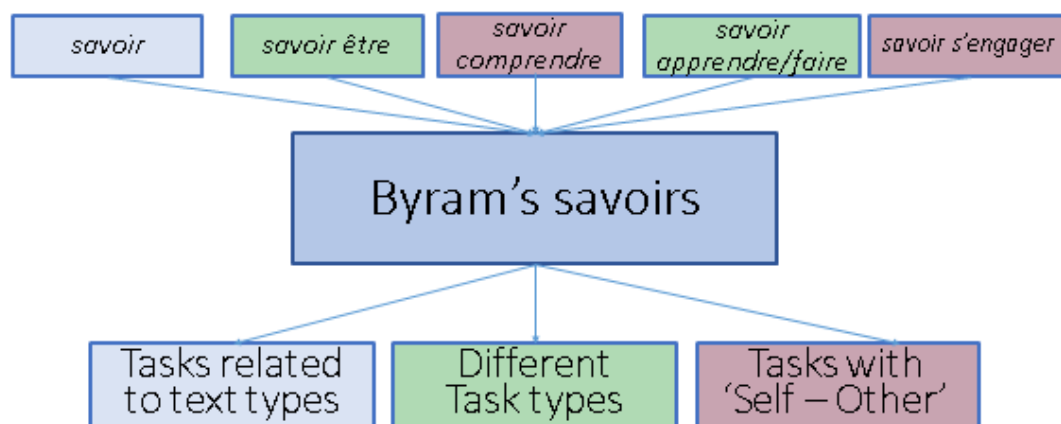 savoir
savoir être
savoir
comprendre
savoir
apprendre/faire
savoir s'engager
Byram's savoirs
Tasks related
to text types
Different
Task types
Tasks with
‘Self – Other’